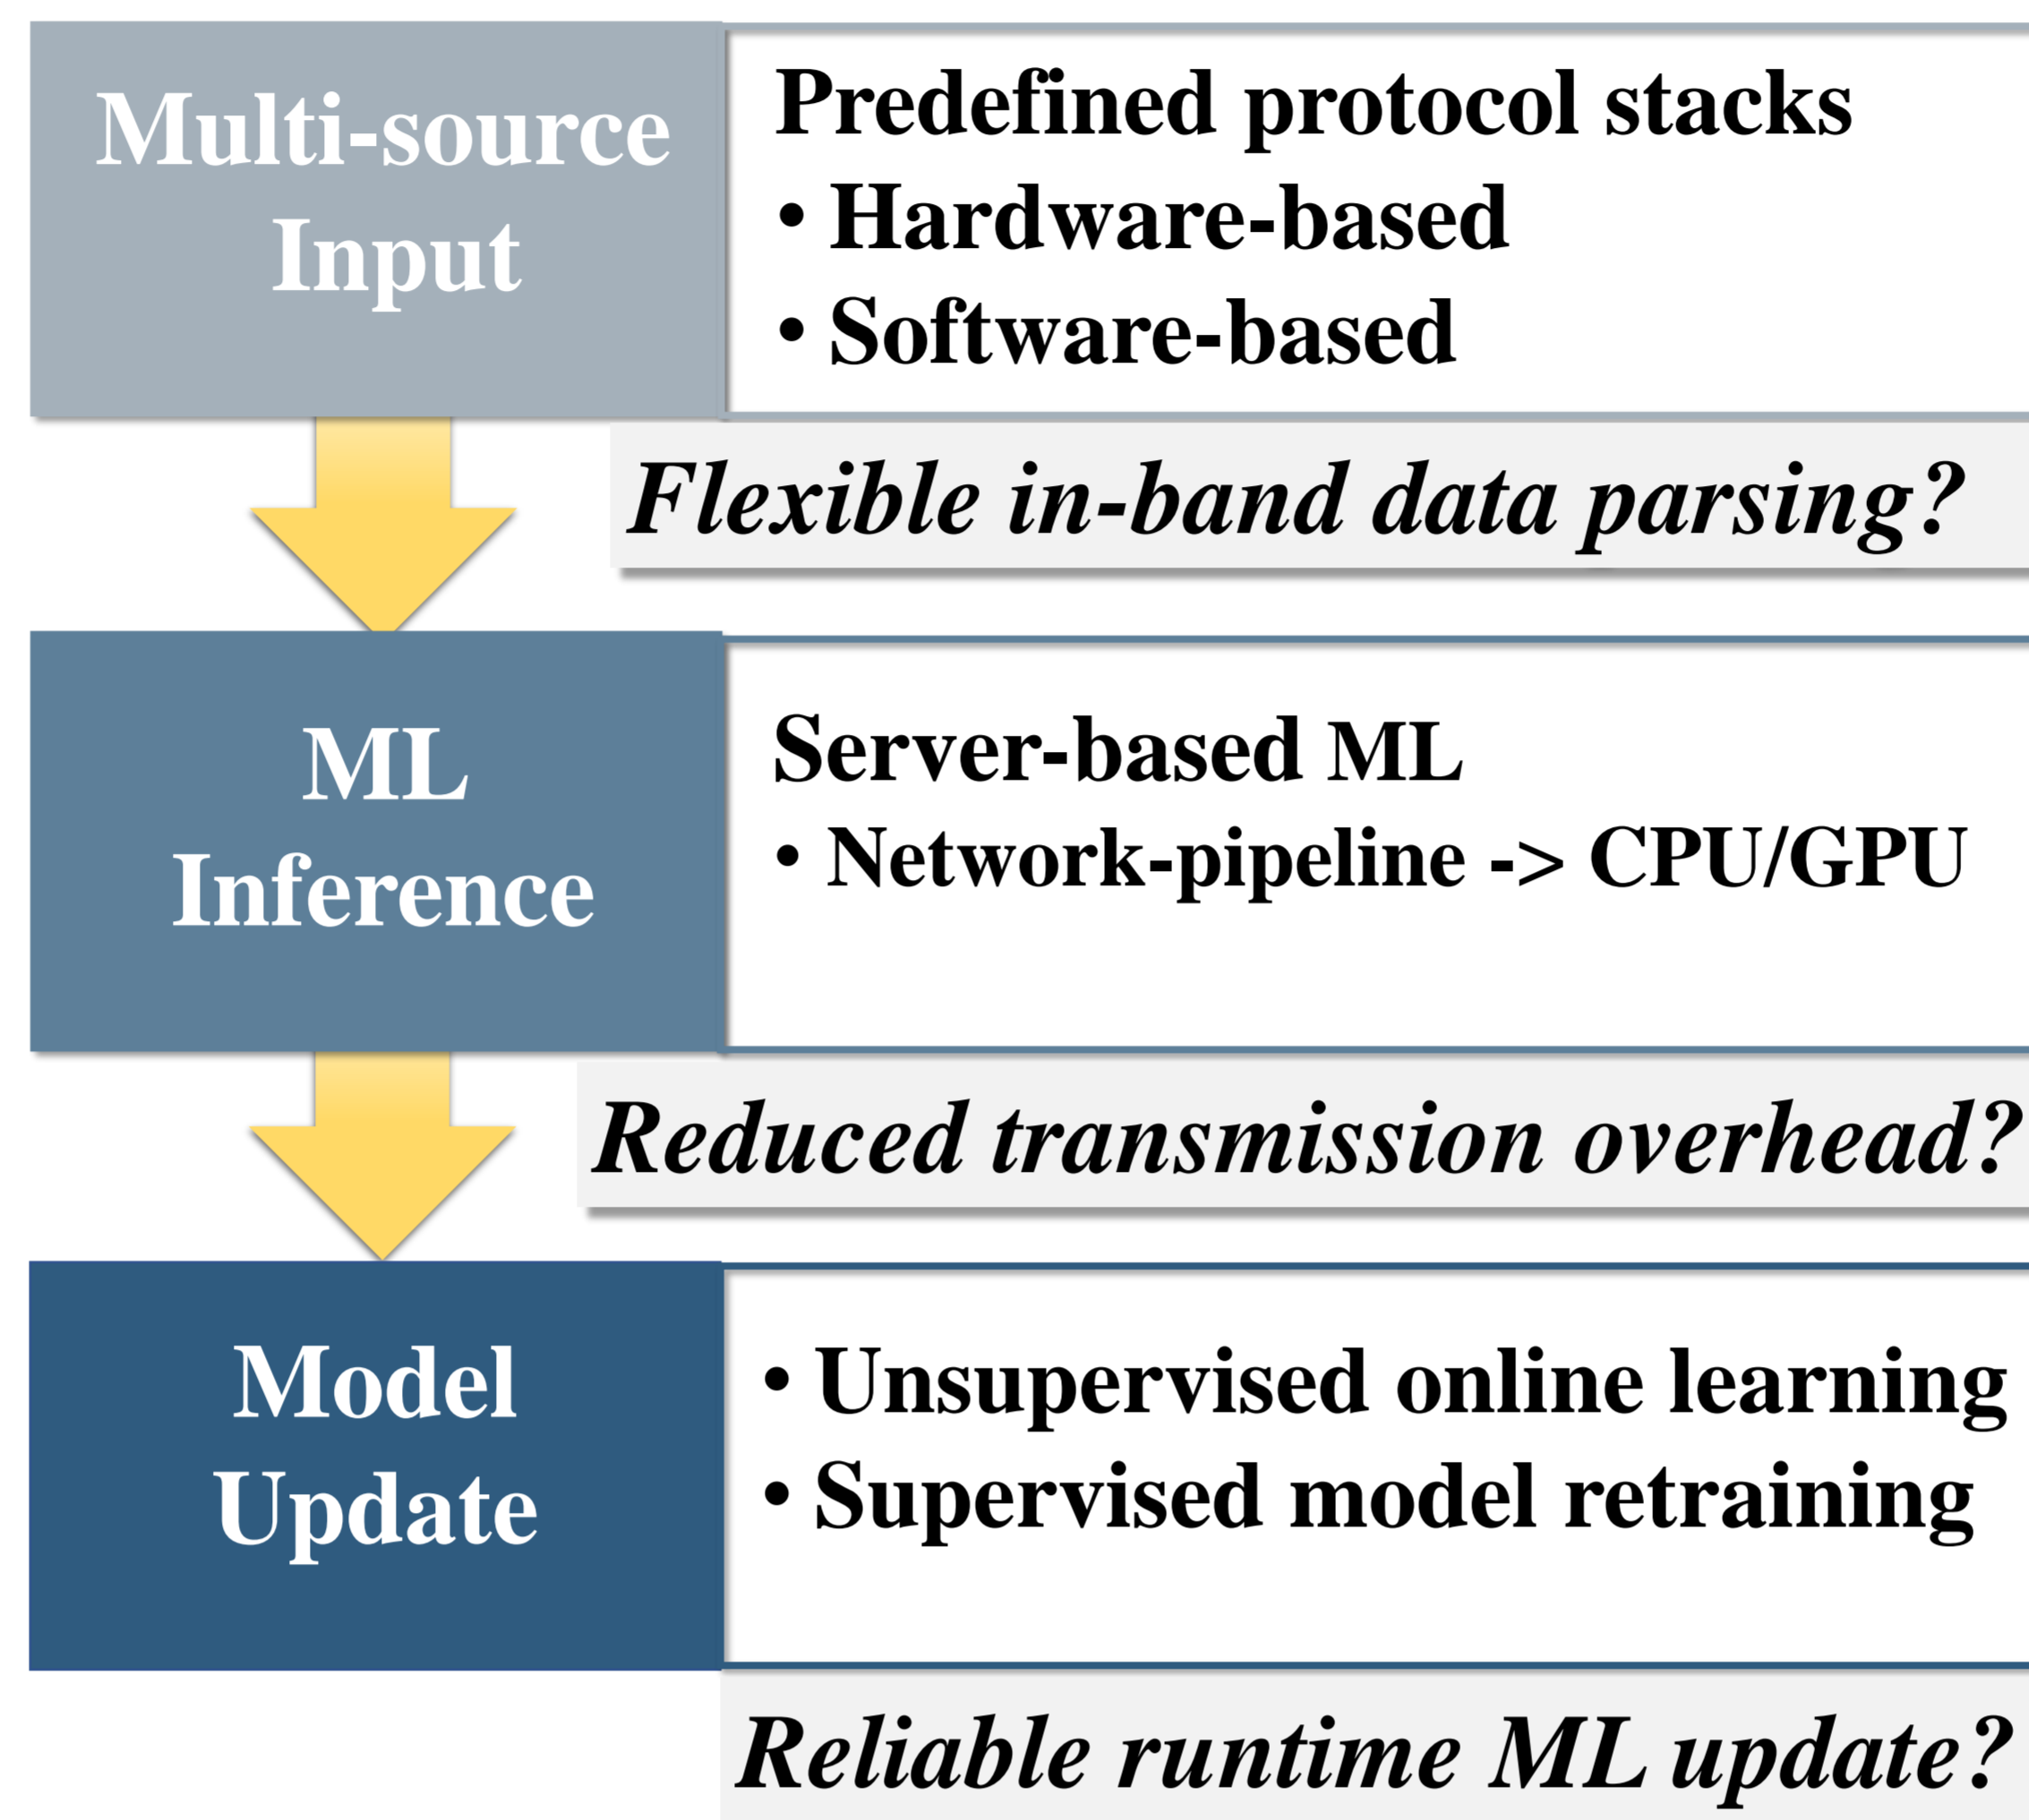 Multi-source
Input
Predefined protocol stacks
• Hardware-based
• Software-based
Flexible in-band data parsing?
ML
Inference
Server-based ML
• Network-pipeline -> CPU/GPU
Reduced transmission overhead?
Model
Update
• Unsupervised online learning
• Supervised model retraining
Reliable runtime ML update?